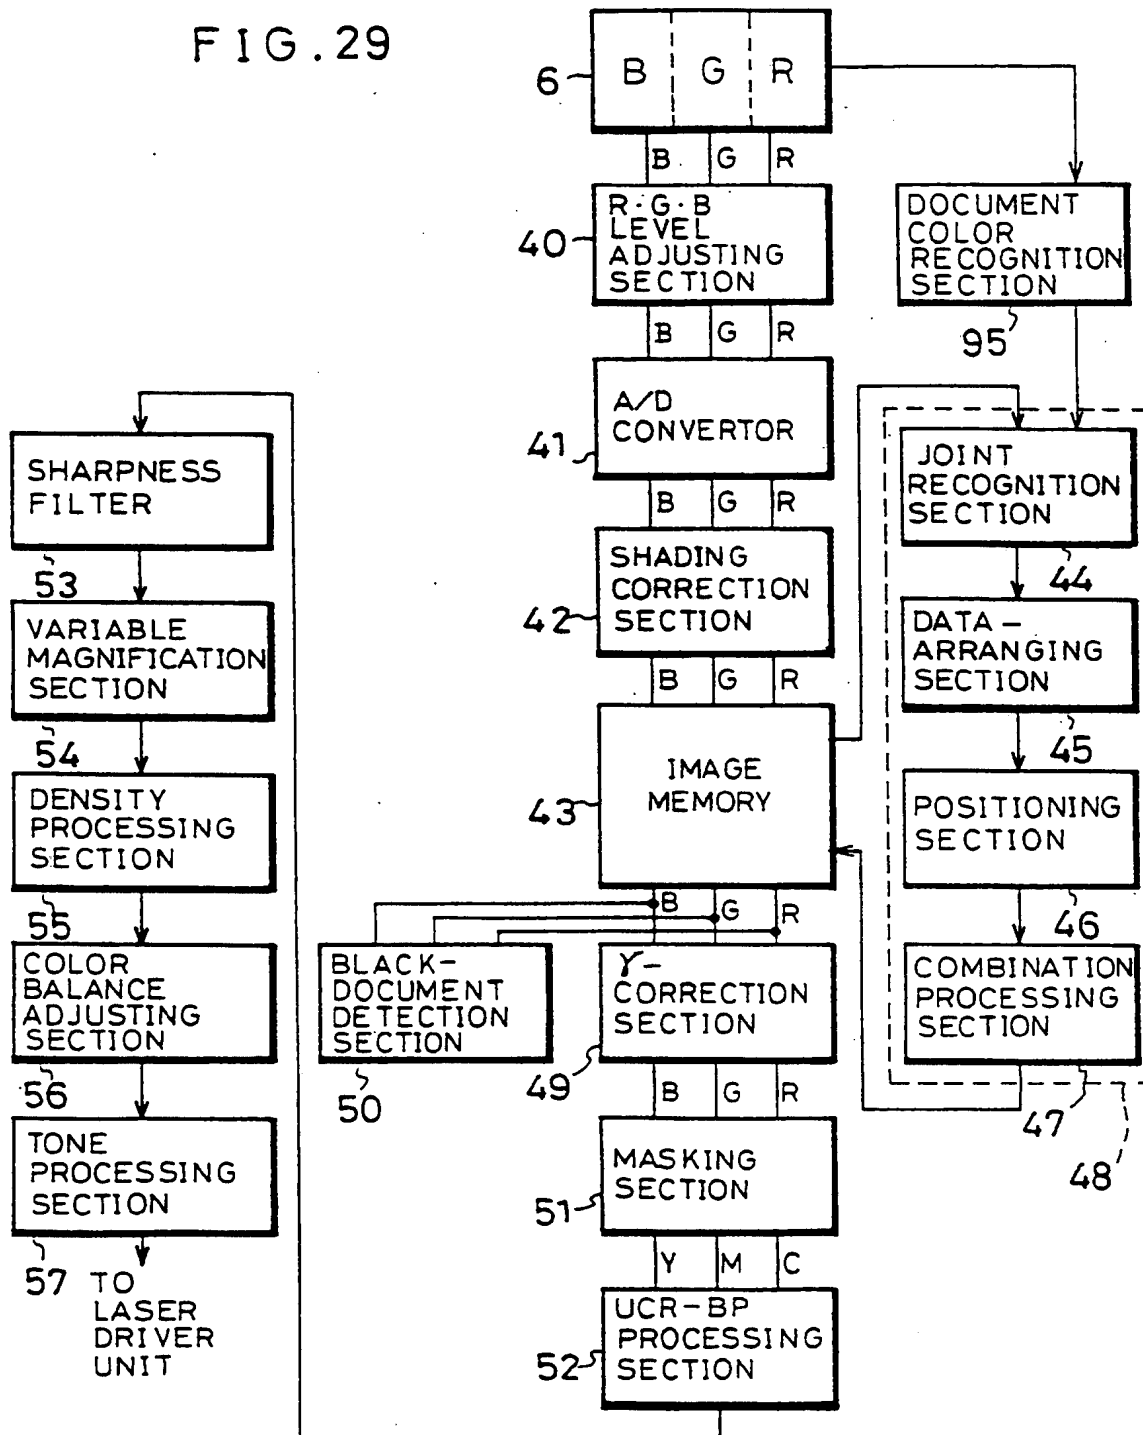 FIG.29
B G R
6
B G R
R·G·B
LEVEL
ADJUSTING
SECTION
40
DOCUMENT
COLOR
RECOGNITION
SECTION
95
B G R
A/D
CONVERTOR
41
B G R
SHADING
CORRECTION
SECTION
42
B G R
IMAGE
MEMORY
43
JOINT
RECOGNITION
SECTION
44
DATA-
ARRANGING
SECTION
45
POSITIONING
SECTION
46
COMBINATION
PROCESSING
SECTION
47
48
B G R
BLACK-
DOCUMENT
DETECTION
SECTION
50
γ-
CORRECTION
SECTION
49
B G R
MASKING
SECTION
51
Y M C
UCR-BP
PROCESSING
SECTION
52
SHARPNESS
FILTER
53
VARIABLE
MAGNIFICATION
SECTION
54
DENSITY
PROCESSING
SECTION
55
COLOR
BALANCE
ADJUSTING
SECTION
56
TONE
PROCESSING
SECTION
57
TO
LASER
DRIVER
UNIT